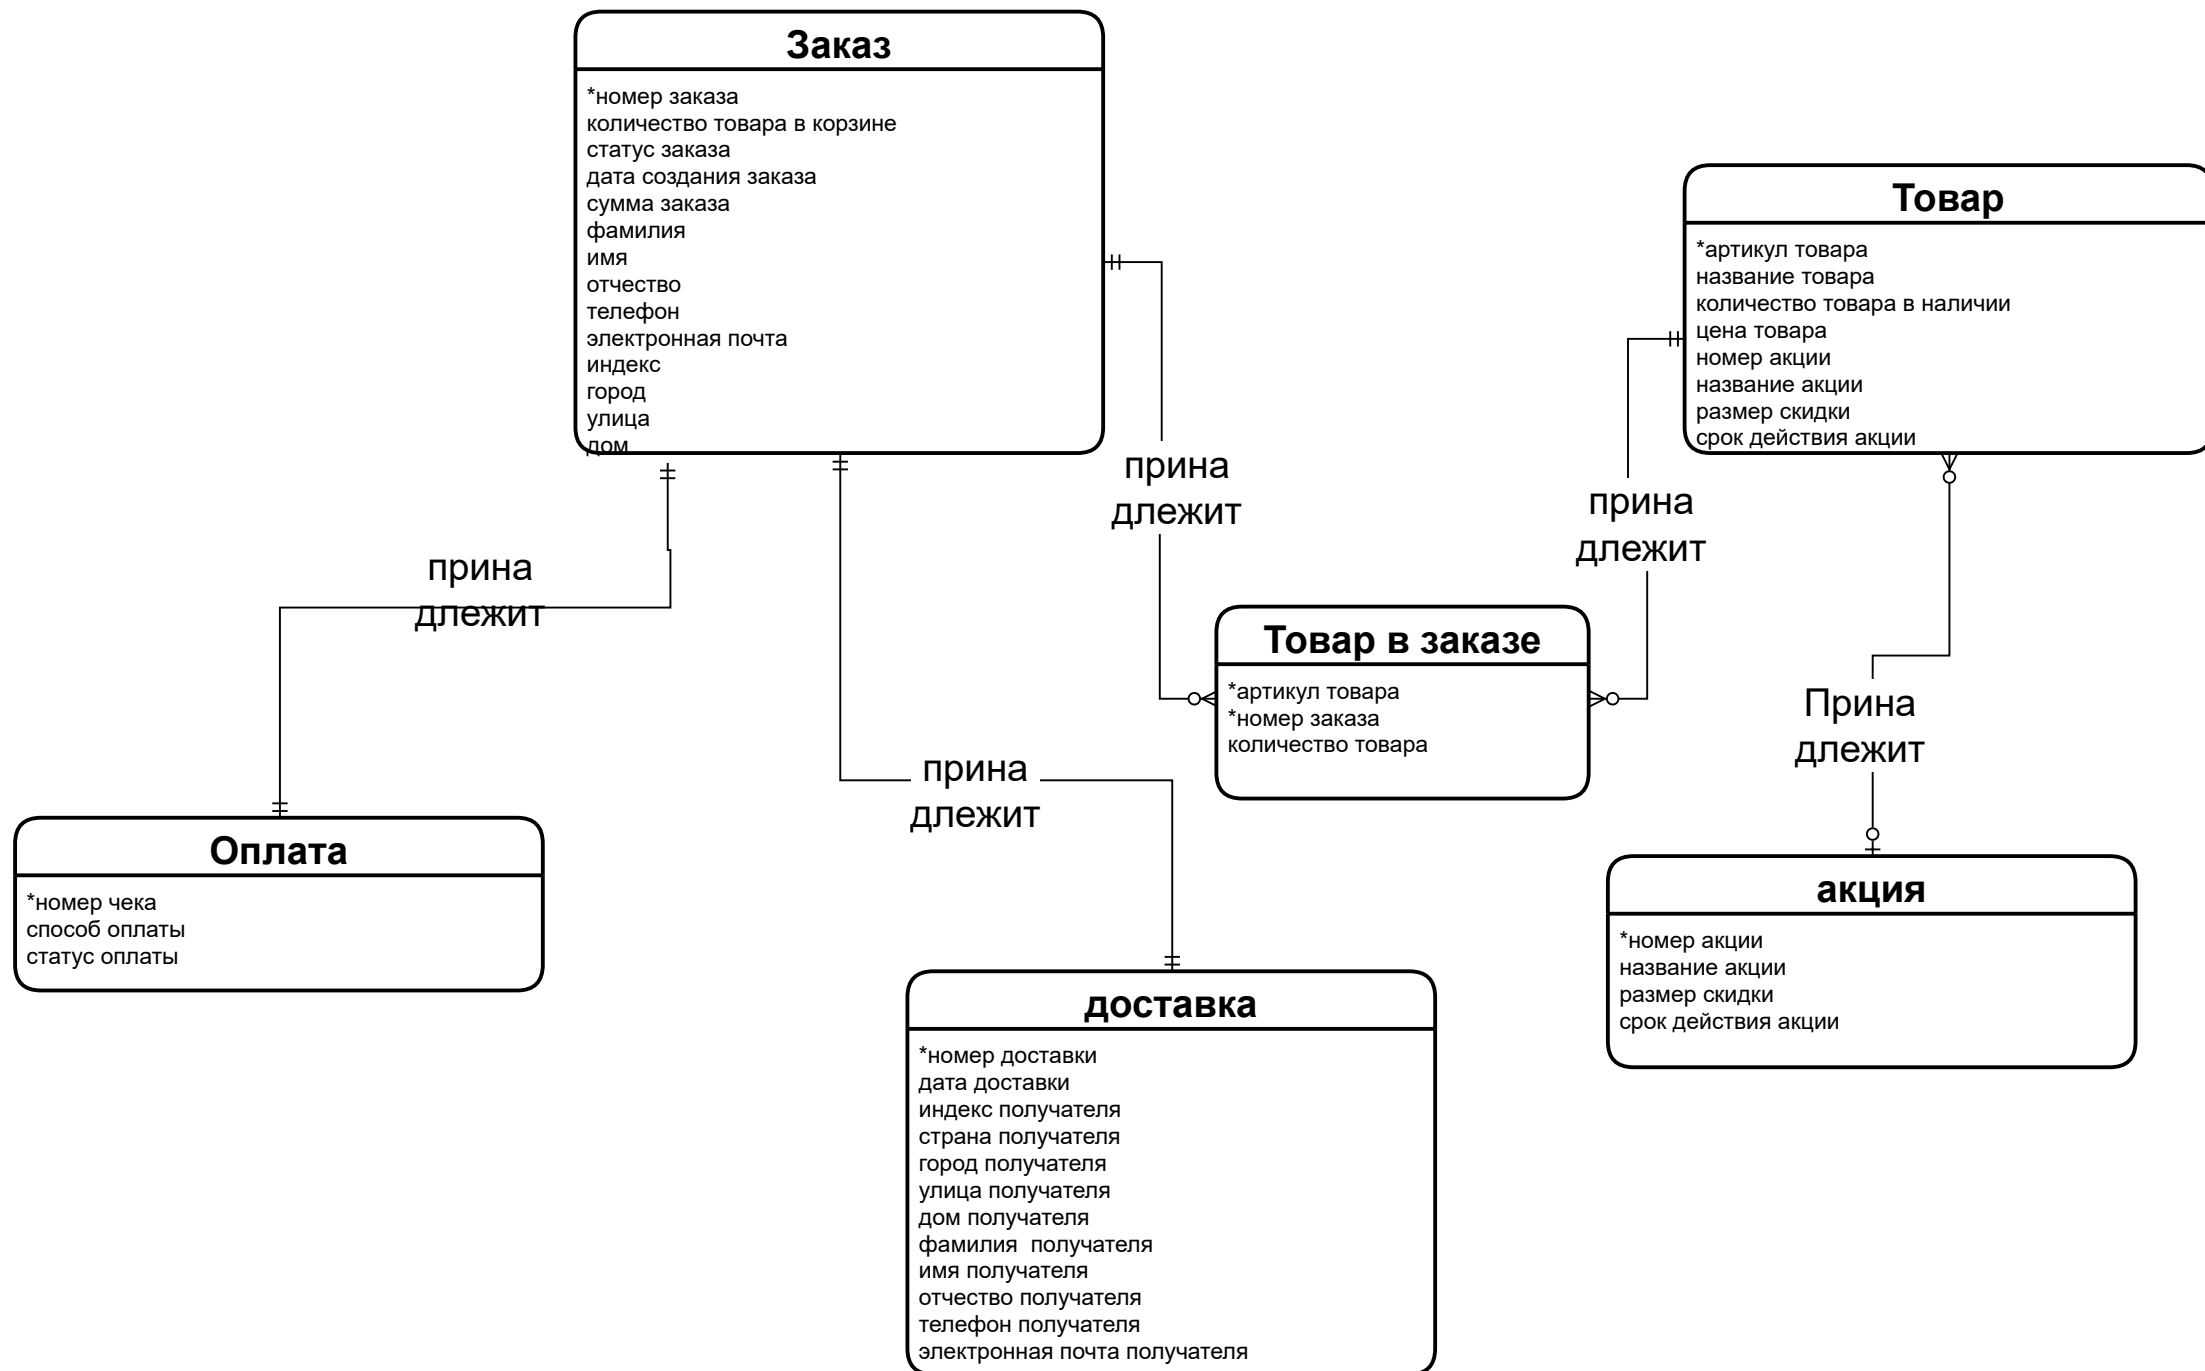 Заказ
*номер заказа
количество товара в корзине
статус заказа
дата создания заказа
сумма заказа
фамилия
имя
отчество
телефон
электронная почта
индекс
город
улица
дом
Товар
*артикул товара
название товара
количество товара в наличии
цена товара
номер акции
название акции
размер скидки
срок действия акции
прина
длежит
прина
длежит
прина
длежит
Товар в заказе
*артикул товара
*номер заказа
количество товара
Прина
длежит
прина
длежит
Оплата
*номер чека
способ оплаты
статус оплаты
акция
*номер акции
название акции
размер скидки
срок действия акции
доставка
*номер доставки
дата доставки
индекс получателя
страна получателя
город получателя
улица получателя
дом получателя
фамилия  получателя
имя получателя
отчество получателя
телефон получателя
электронная почта получателя